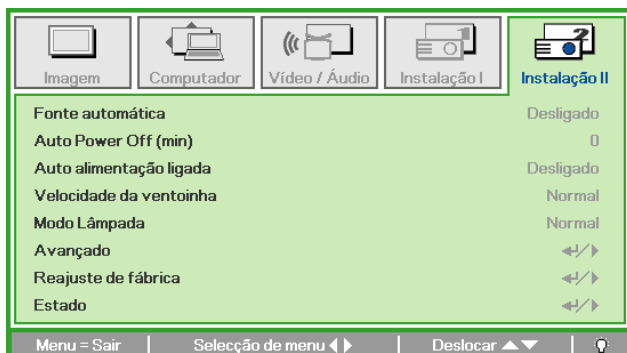 Imagem Computador Vídeo / Áudio Instalação I Instalação II
Fonte automática Desligado
Auto Power Off (min) 0
Auto alimentação ligada Desligado
Velocidade da ventoinha Normal
Modo Lâmpada Normal
Avançado
Reajuste de fábrica
Estado
Menu = Sair Selecção de menu Deslocar